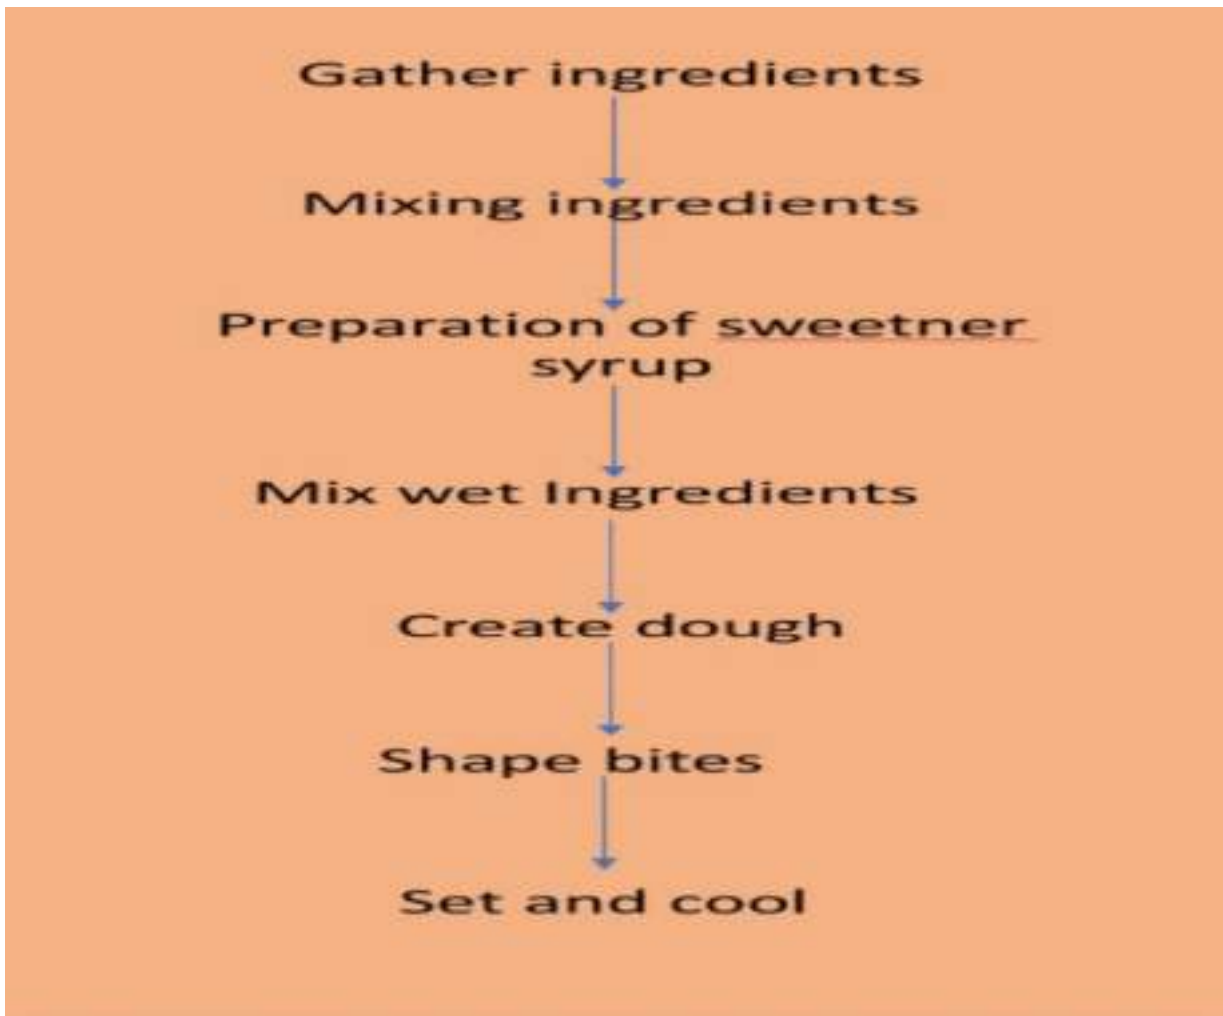 Gather ingredients
Mixing ingredients
Preparation of sweetner
syrup
Mix wet Ingredients
Create dough
Shape bites
Set and cool